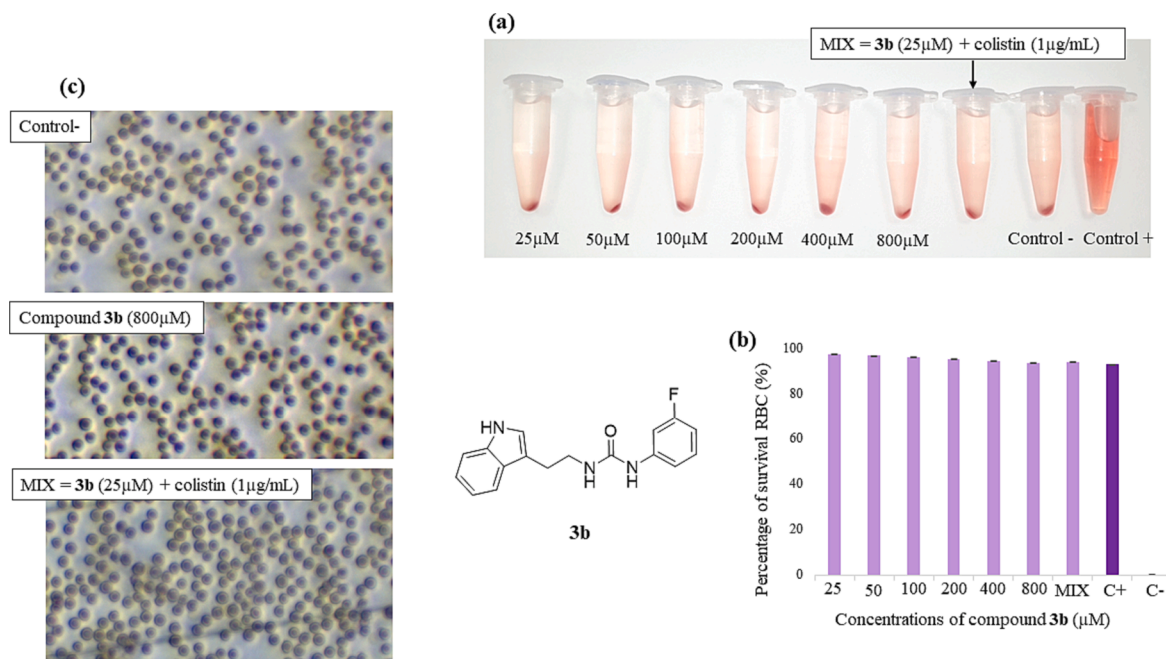 (a)
MIX = 3b (25µM) + colistin (1µg/mL)
25µM 50µM 100µM 200µM 400µM 800µM Control - Control +
(c)
Control-
Compound 3b (800µM)
MIX = 3b (25µM) + colistin (1µg/mL)
F
HN
O
N
H
N
H
3b
(b)
Percentage of survival RBC (%)
100
80
60
40
20
0
25 50 100 200 400 800 MIX C+ C-
Concentrations of compound 3b (µM)